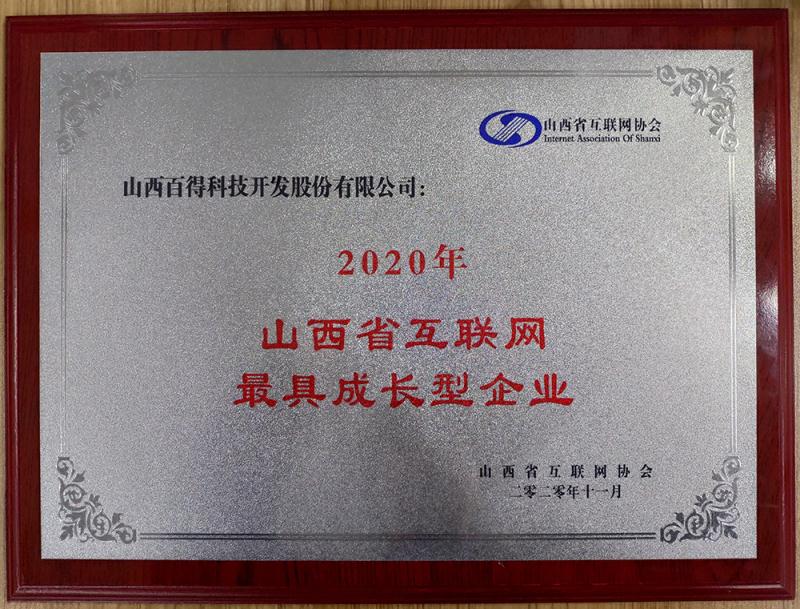 山西省互联网协会
Internet Association Of Shanxi
山西百得科技开发股份有限公司：
2020年
山西省互联网
最具成长型企业
山西省互联网协会
二零二零年十一月